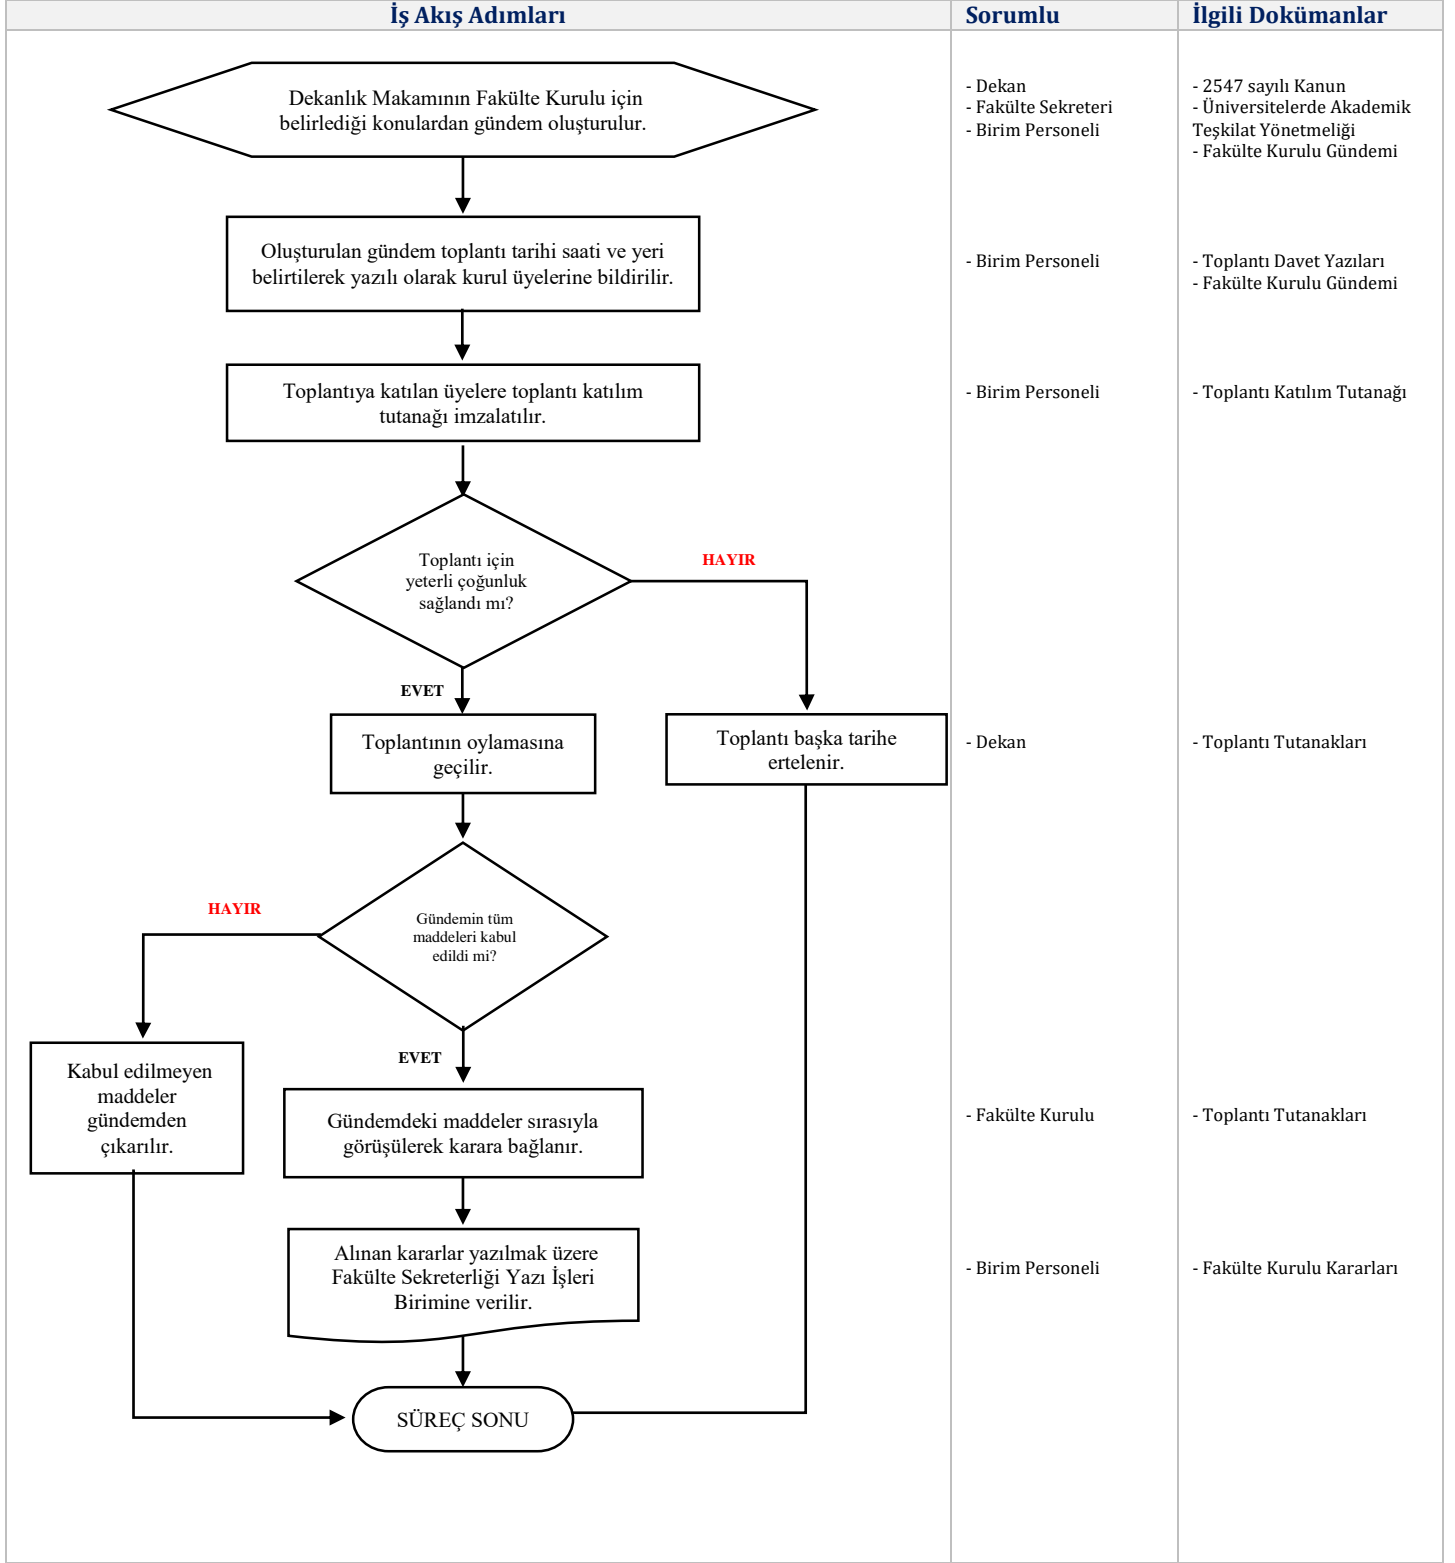 İş Akış Adımları
Sorumlu
İlgili Dokümanlar
Dekanlık Makamının Fakülte Kurulu için
belirlediği konulardan gündem oluşturulur.
- Dekan
- Fakülte Sekreteri
- Birim Personeli
- 2547 sayılı Kanun
- Üniversitelerde Akademik
Teşkilat Yönetmeliği
- Fakülte Kurulu Gündemi
Oluşturulan gündem toplantı tarihi saati ve yeri
belirtilerek yazılı olarak kurul üyelerine bildirilir.
- Birim Personeli
- Toplantı Davet Yazıları
- Fakülte Kurulu Gündemi
Toplantıya katılan üyelere toplantı katılım
tutanağı imzalatılır.
- Birim Personeli
- Toplantı Katılım Tutanağı
Toplantı için
yeterli çoğunluk
sağlandı mı?
HAYIR
EVET
Toplantının oylamasına
geçilir.
Toplantı başka tarihe
ertelenir.
- Dekan
- Toplantı Tutanakları
HAYIR
Gündemin tüm
maddeleri kabul
edildi mi?
EVET
Kabul edilmeyen
maddeler
gündemden
çıkarılır.
Gündemdeki maddeler sırasıyla
görüşülerek karara bağlanır.
- Fakülte Kurulu
- Toplantı Tutanakları
Alınan kararlar yazılmak üzere
Fakülte Sekreterliği Yazı İşleri
Birimine verilir.
- Birim Personeli
- Fakülte Kurulu Kararları
SÜREÇ SONU